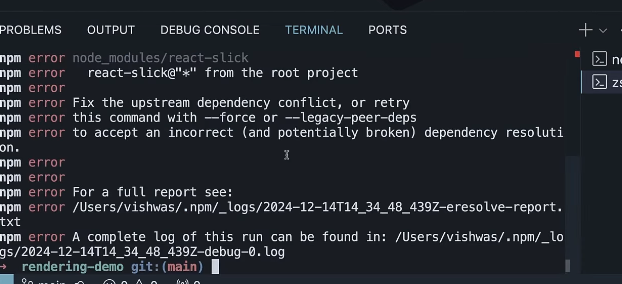 PROBLEMS OUTPUT DEBUG CONSOLE TERMINAL PORTS
npm error node_modules/react-slick
npm error   react-slick@"*" from the root project
npm error
npm error Fix the upstream dependency conflict, or retry
npm error this command with --force or --legacy-peer-deps
npm error to accept an incorrect (and potentially broken) dependency resoluti
on.
npm error
npm error
npm error For a full report see:
npm error /Users/vishwas/.npm/_logs/2024-12-14T14_34_48_439Z-eresolve-report.
txt
npm error A complete log of this run can be found in: /Users/vishwas/.npm/_lo
gs/2024-12-14T14_34_48_439Z-debug-0.log
→ rendering-demo git:(main)